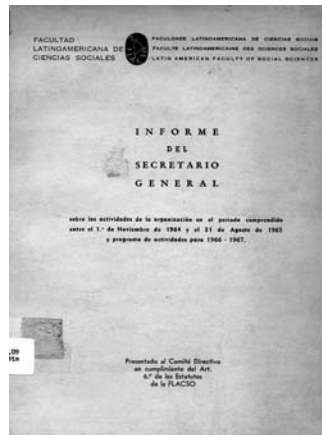 FACULTAD
LATINOAMERICANA DE
CIENCIAS SOCIALES
FACULDADE LATINOAMERICANA DE CIENCIAS SOCIAIS
FACULTE LATINOAMERICAINE DES SCIENCES SOCIALES
LATIN AMERICAN FACULTY OF SOCIAL SCIENCES
INFORME
DEL
SECRETARIO
GENERAL
sobre las actividades de la organización en el período comprendido
entre el 1.º de Noviembre de 1964 y el 31 de Agosto de 1965
y programa de actividades para 1966 - 1967.
Presentado al Comité Directivo
en cumplimiento del Art.
6.º de los Estatutos
de la FLACSO